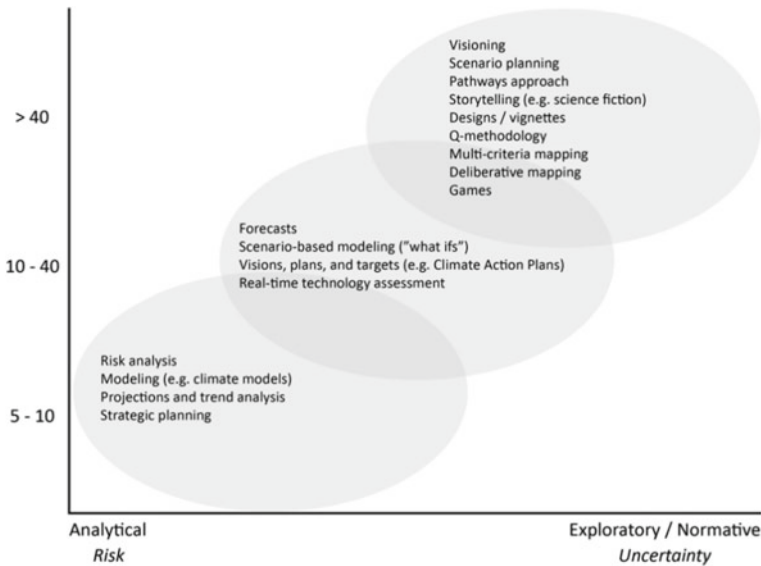 > 40
10 - 40
5 - 10
Visioning
Scenario planning
Pathways approach
Storytelling (e.g. science fiction)
Designs / vignettes
Q-methodology
Multi-criteria mapping
Deliberative mapping
Games
Forecasts
Scenario-based modeling ("what ifs")
Visions, plans, and targets (e.g. Climate Action Plans)
Real-time technology assessment
Risk analysis
Modeling (e.g. climate models)
Projections and trend analysis
Strategic planning
Analytical
Risk
Exploratory / Normative
Uncertainty